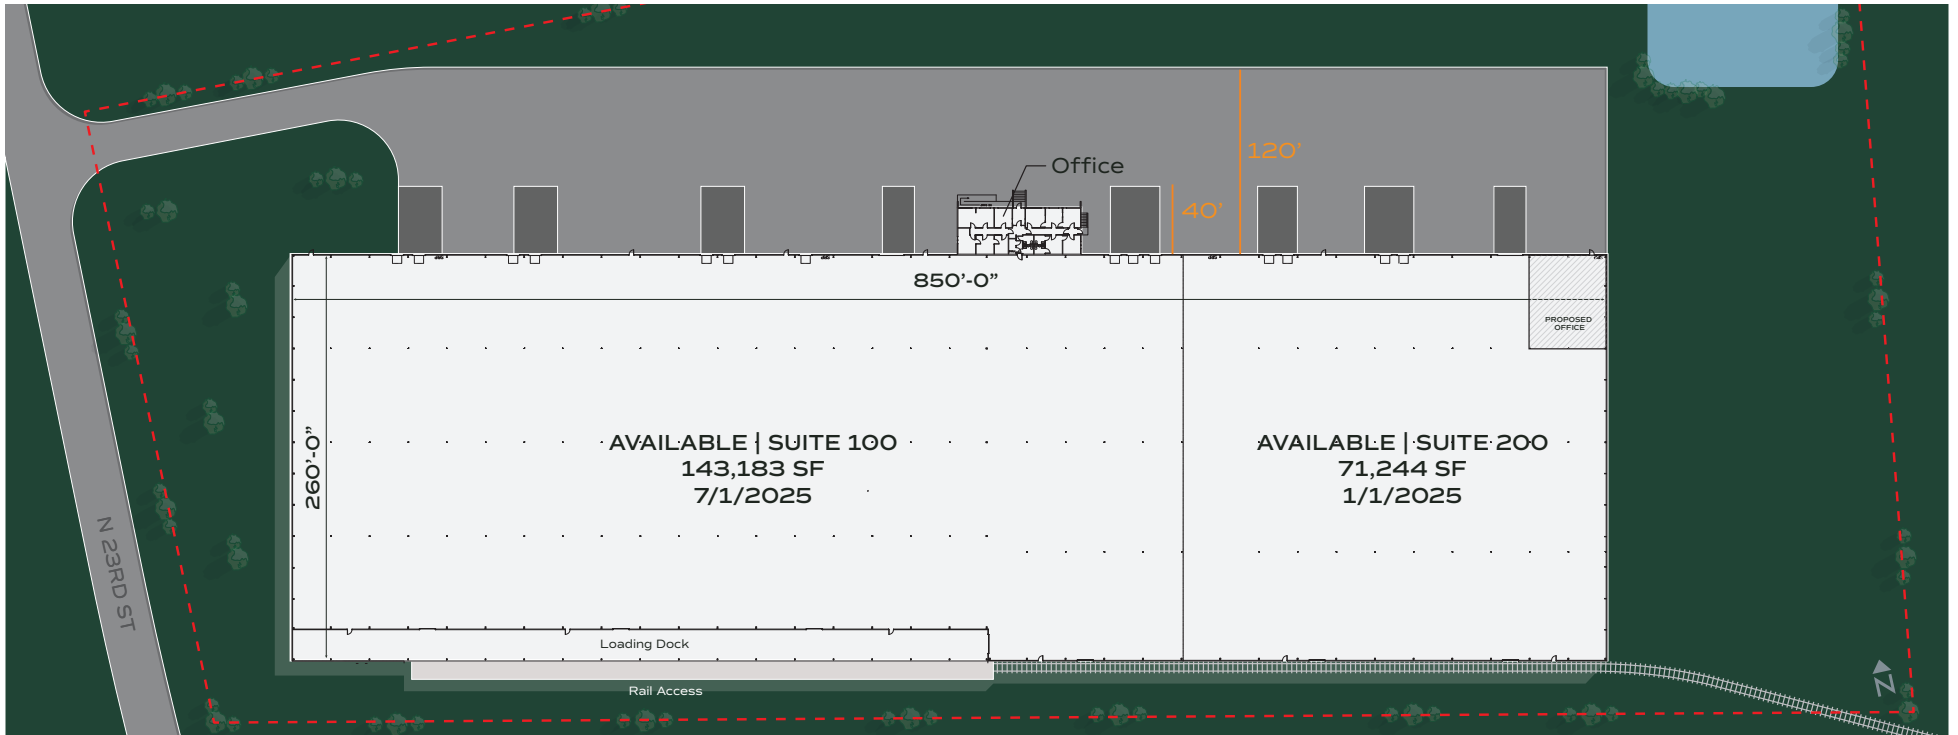 Office
120’
40’
850’-0”
PROPOSED
OFFICE
260’-0”
AVAILABLE | SUITE 100
143,183 SF
7/1/2025
AVAILABLE | SUITE 200
71,244 SF
1/1/2025
N 23RD ST
Loading Dock
Rail Access
N